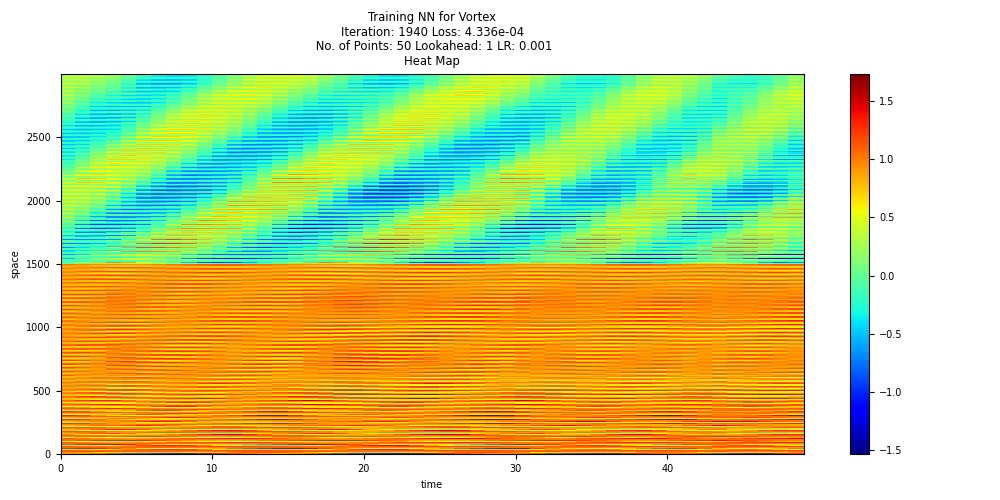 Training NN for Vortex
Iteration: 1940 Loss: 4.336e-04
No. of Points: 50 Lookahead: 1 LR: 0.001
Heat Map
space
2500
2000
1500
1000
500
0
0 10 20 30 40
time
1.5
1.0
0.5
0.0
−0.5
−1.0
−1.5